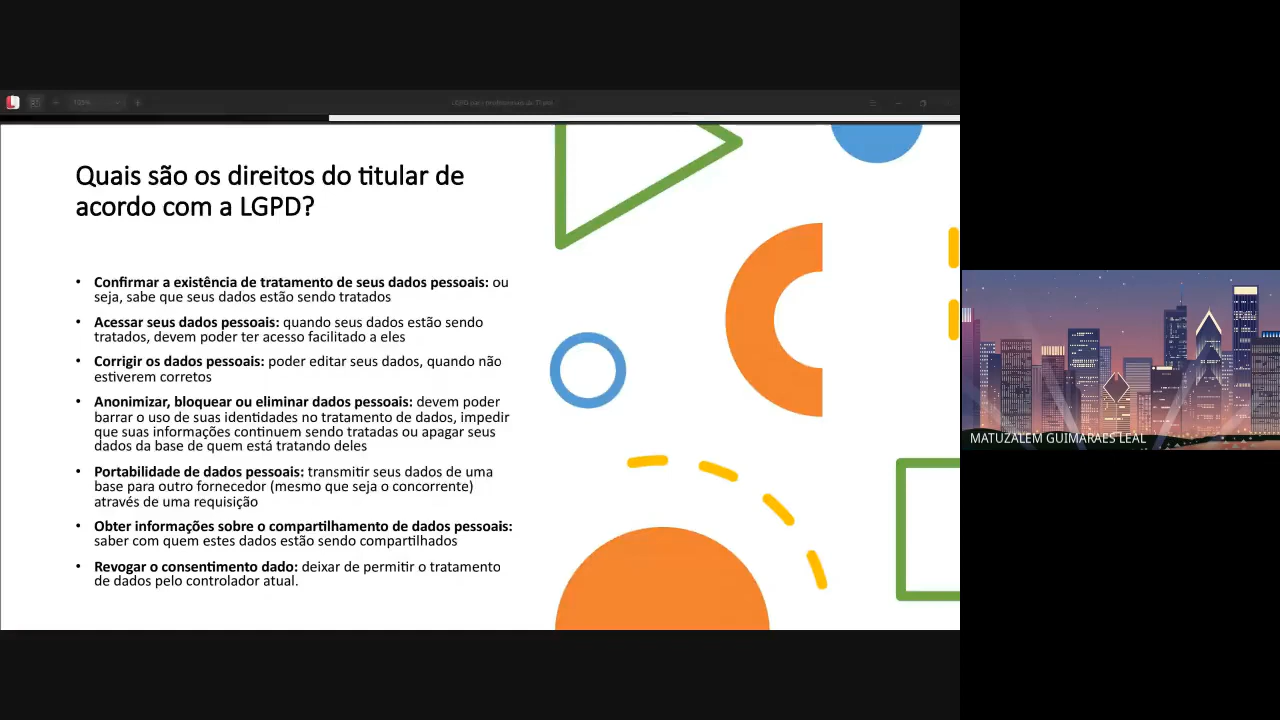 105%
Quais são os direitos do titular de
acordo com a LGPD?
• Confirmar a existência de tratamento de seus dados pessoais: ou
seja, sabe que seus dados estão sendo tratados
• Acessar seus dados pessoais: quando seus dados estão sendo
tratados, devem poder ter acesso facilitado a eles
• Corrigir os dados pessoais: poder editar seus dados, quando não
estiverem corretos
• Anonimizar, bloquear ou eliminar dados pessoais: devem poder
barrar o uso de suas identidades no tratamento de dados, impedir
que suas informações continuem sendo tratadas ou apagar seus
dados da base de quem está tratando deles
• Portabilidade de dados pessoais: transmitir seus dados de uma
base para outro fornecedor (mesmo que seja o concorrente)
através de uma requisição
• Obter informações sobre o compartilhamento de dados pessoais:
saber com quem estes dados estão sendo compartilhados
• Revogar o consentimento dado: deixar de permitir o tratamento
de dados pelo controlador atual.
MATUZALEM GUIMARAES LEAL